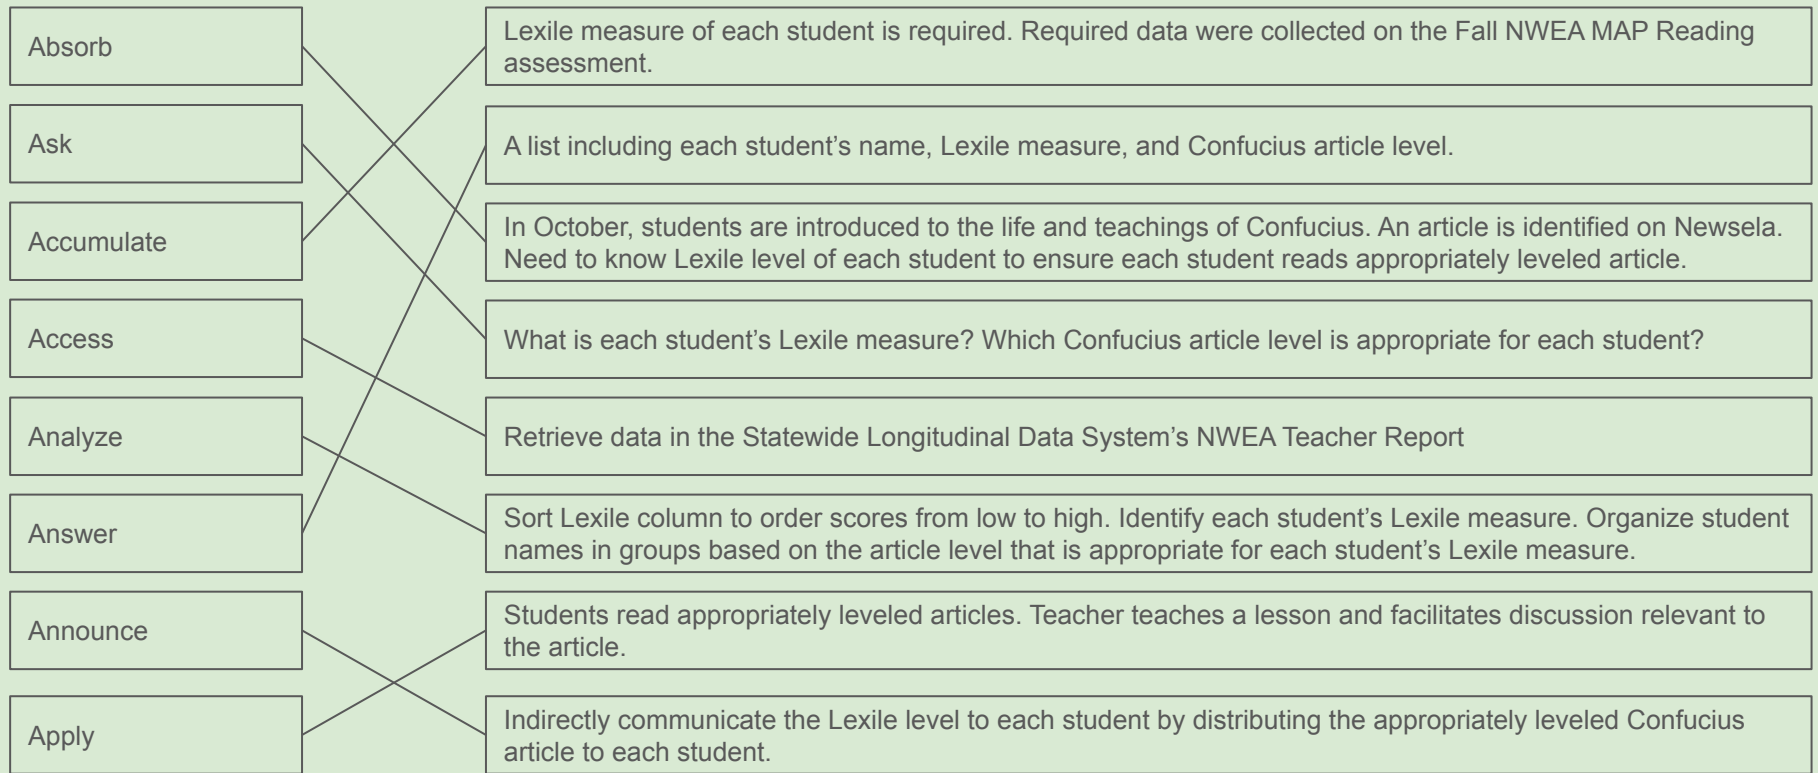 Absorb
Lexile measure of each student is required. Required data were collected on the Fall NWEA MAP Reading
assessment.
Ask
A list including each student’s name, Lexile measure, and Confucius article level.
Accumulate
In October, students are introduced to the life and teachings of Confucius. An article is identified on Newsela.
Need to know Lexile level of each student to ensure each student reads appropriately leveled article.
Access
What is each student’s Lexile measure? Which Confucius article level is appropriate for each student?
Analyze
Retrieve data in the Statewide Longitudinal Data System’s NWEA Teacher Report
Answer
Sort Lexile column to order scores from low to high. Identify each student’s Lexile measure. Organize student
names in groups based on the article level that is appropriate for each student’s Lexile measure.
Announce
Students read appropriately leveled articles. Teacher teaches a lesson and facilitates discussion relevant to
the article.
Apply
Indirectly communicate the Lexile level to each student by distributing the appropriately leveled Confucius
article to each student.